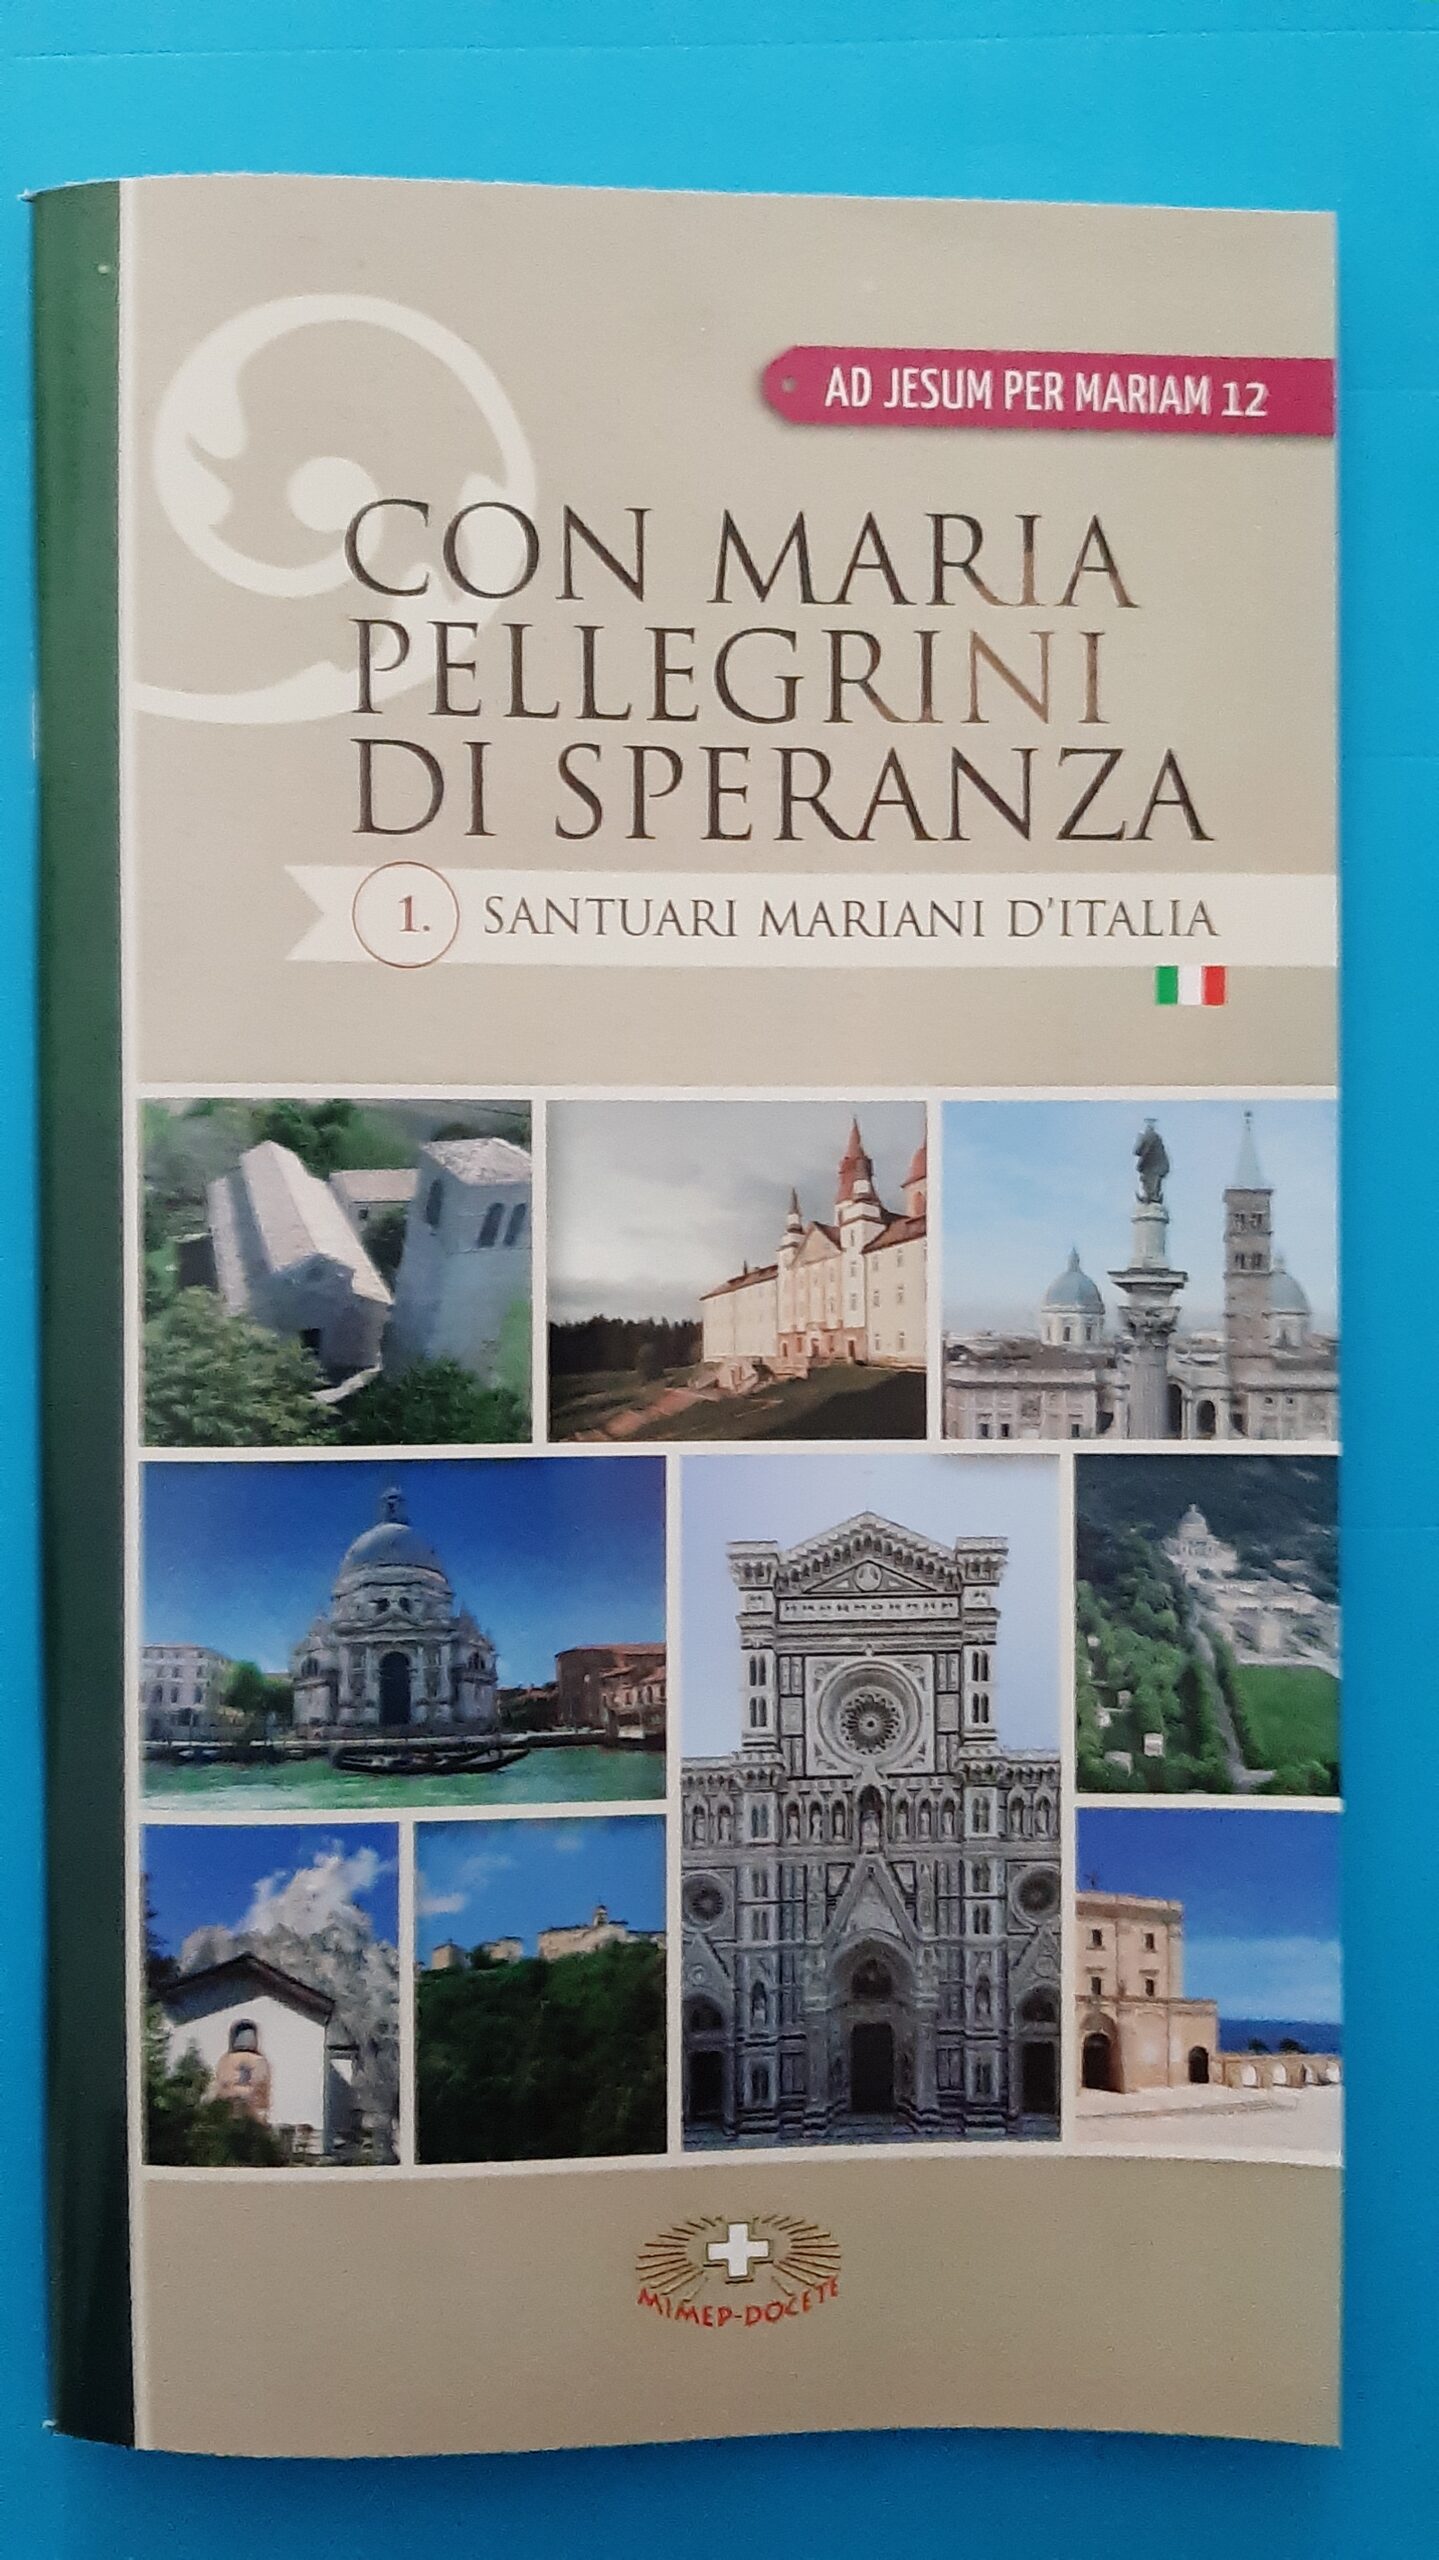 AD JESUM PER MARIAM 12
CON MARIA
PELLEGRINI
DI SPERANZA
1. SANTUARI MARIANI D'ITALIA
MIMEP-DOCETE